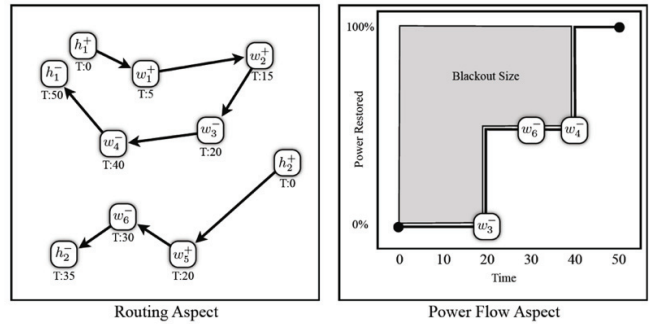 h₁⁺
T:0
h₁⁻
T:50
w₁⁺
T:5
w₂⁺
T:15
w₃⁻
T:20
w₄⁻
T:40
h₂⁺
T:0
w₆⁻
T:30
w₅⁺
T:20
h₂⁻
T:35
Routing Aspect
100%
Blackout Size
Power Restored
w₆⁻
w₄⁻
0%
w₃⁻
0 10 20 30 40 50
Time
Power Flow Aspect